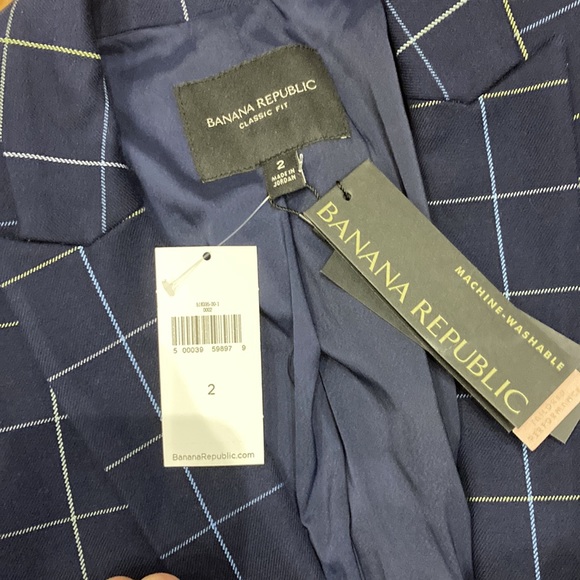 BANANA REPUBLIC
CLASSIC FIT
2
MADE IN
JORDAN
BANANA REPUBLIC
MACHINE-WASHABLE
0002
5 00039 59897 9
2
BananaRepublic.com